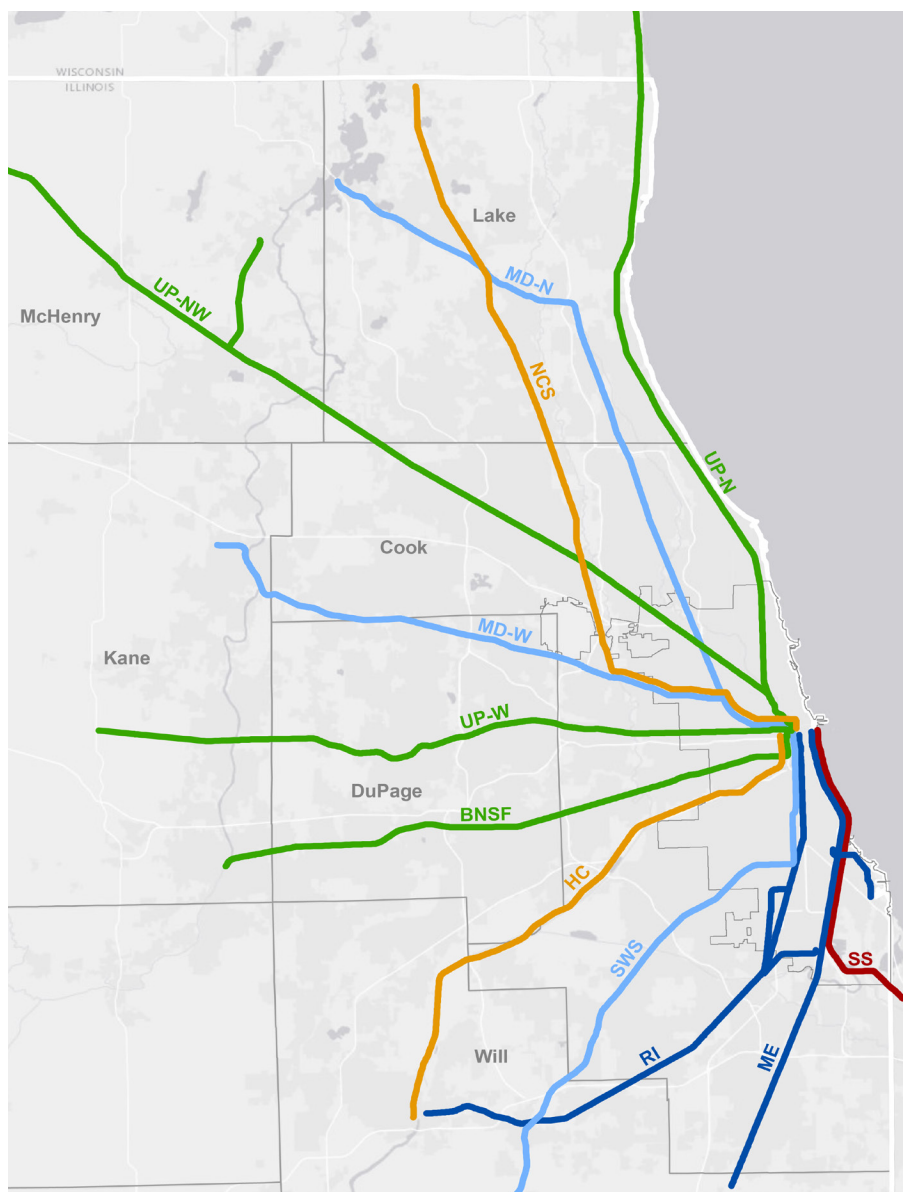 WISCONSIN
ILLINOIS
Lake
MD-N
UP-NW
McHenry
NCS
UP-N
Cook
MD-W
Kane
UP-W
DuPage
BNSF
HC
SWS
SS
RI
ME
Will